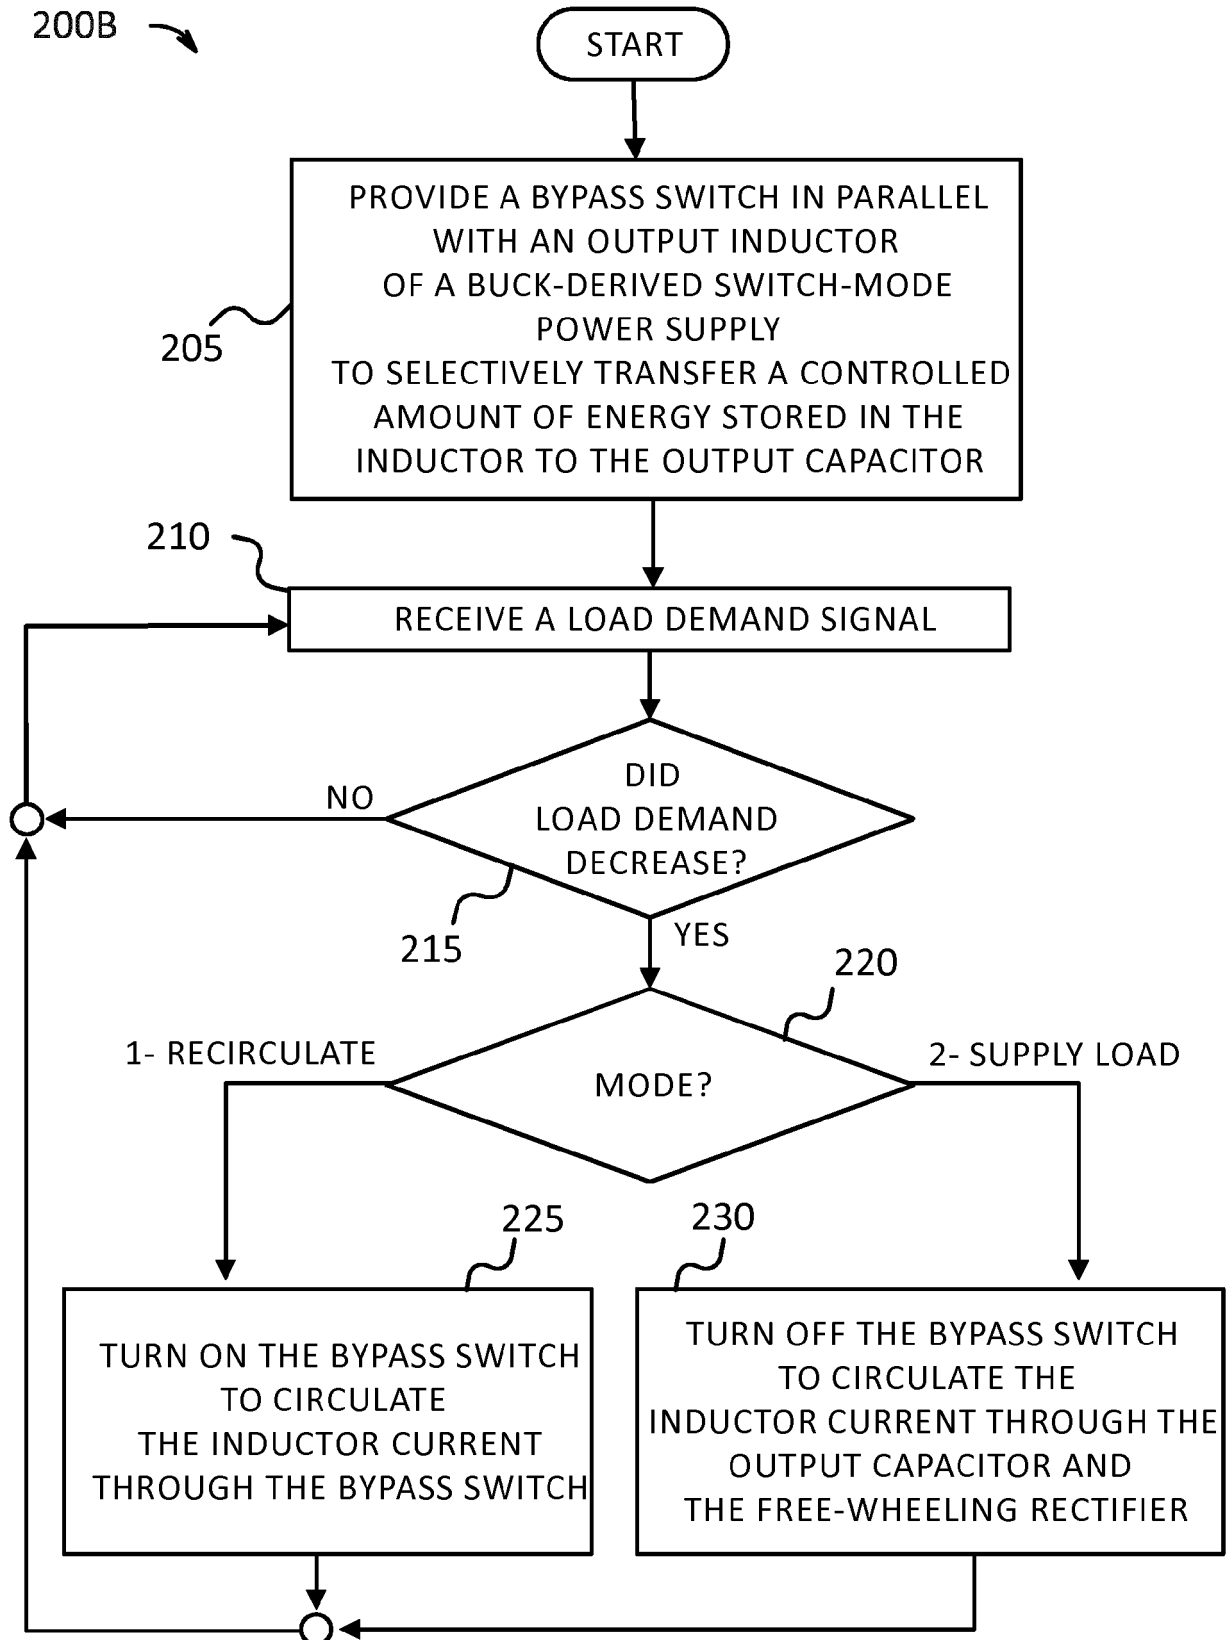 200B
START
PROVIDE A BYPASS SWITCH IN PARALLEL
WITH AN OUTPUT INDUCTOR
OF A BUCK-DERIVED SWITCH-MODE
POWER SUPPLY
TO SELECTIVELY TRANSFER A CONTROLLED
AMOUNT OF ENERGY STORED IN THE
INDUCTOR TO THE OUTPUT CAPACITOR
205
210
RECEIVE A LOAD DEMAND SIGNAL
DID
LOAD DEMAND
DECREASE?
NO
215
YES
220
1- RECIRCULATE
MODE?
2- SUPPLY LOAD
225
230
TURN ON THE BYPASS SWITCH
TO CIRCULATE
THE INDUCTOR CURRENT
THROUGH THE BYPASS SWITCH
TURN OFF THE BYPASS SWITCH
TO CIRCULATE THE
INDUCTOR CURRENT THROUGH THE
OUTPUT CAPACITOR AND
THE FREE-WHEELING RECTIFIER